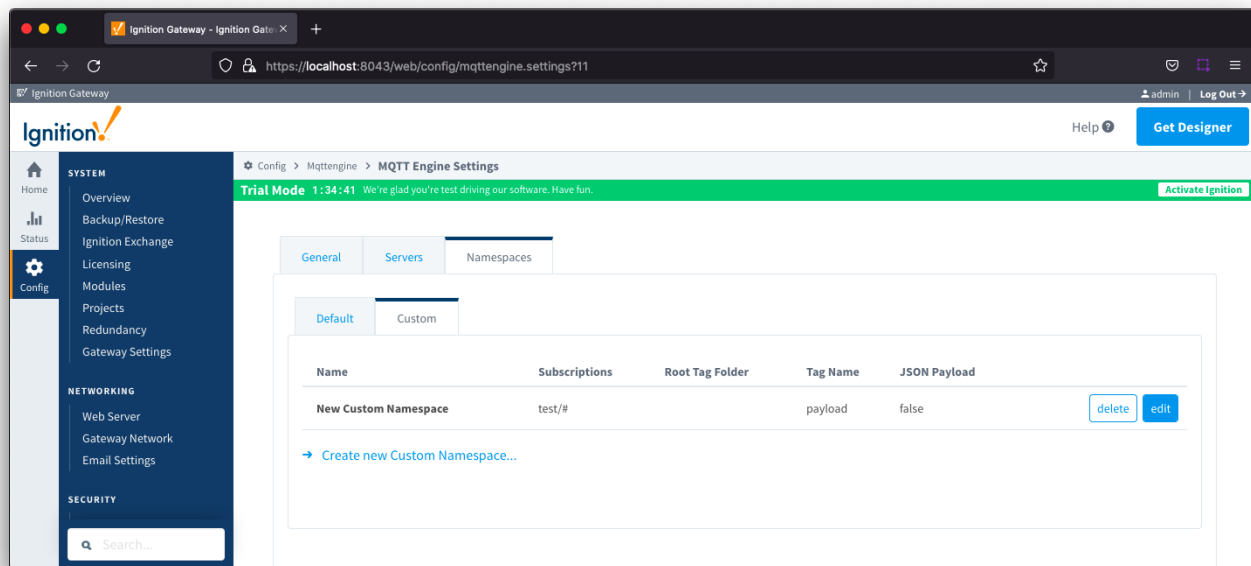 Ignition Gateway - Ignition Gate
https://localhost:8043/web/config/mqttengine.settings?11
Ignition Gateway
admin | Log Out
Ignition!
Help
Get Designer
Home
Status
Config
SYSTEM
Overview
Backup/Restore
Ignition Exchange
Licensing
Modules
Projects
Redundancy
Gateway Settings
NETWORKING
Web Server
Gateway Network
Email Settings
SECURITY
Search...
Config > Mqttengine > MQTT Engine Settings
Trial Mode 1:34:41 We're glad you're test driving our software. Have fun.
Activate Ignition
General Servers Namespaces
Default Custom
Name Subscriptions Root Tag Folder Tag Name JSON Payload
New Custom Namespace test/# payload false delete edit
→ Create new Custom Namespace...